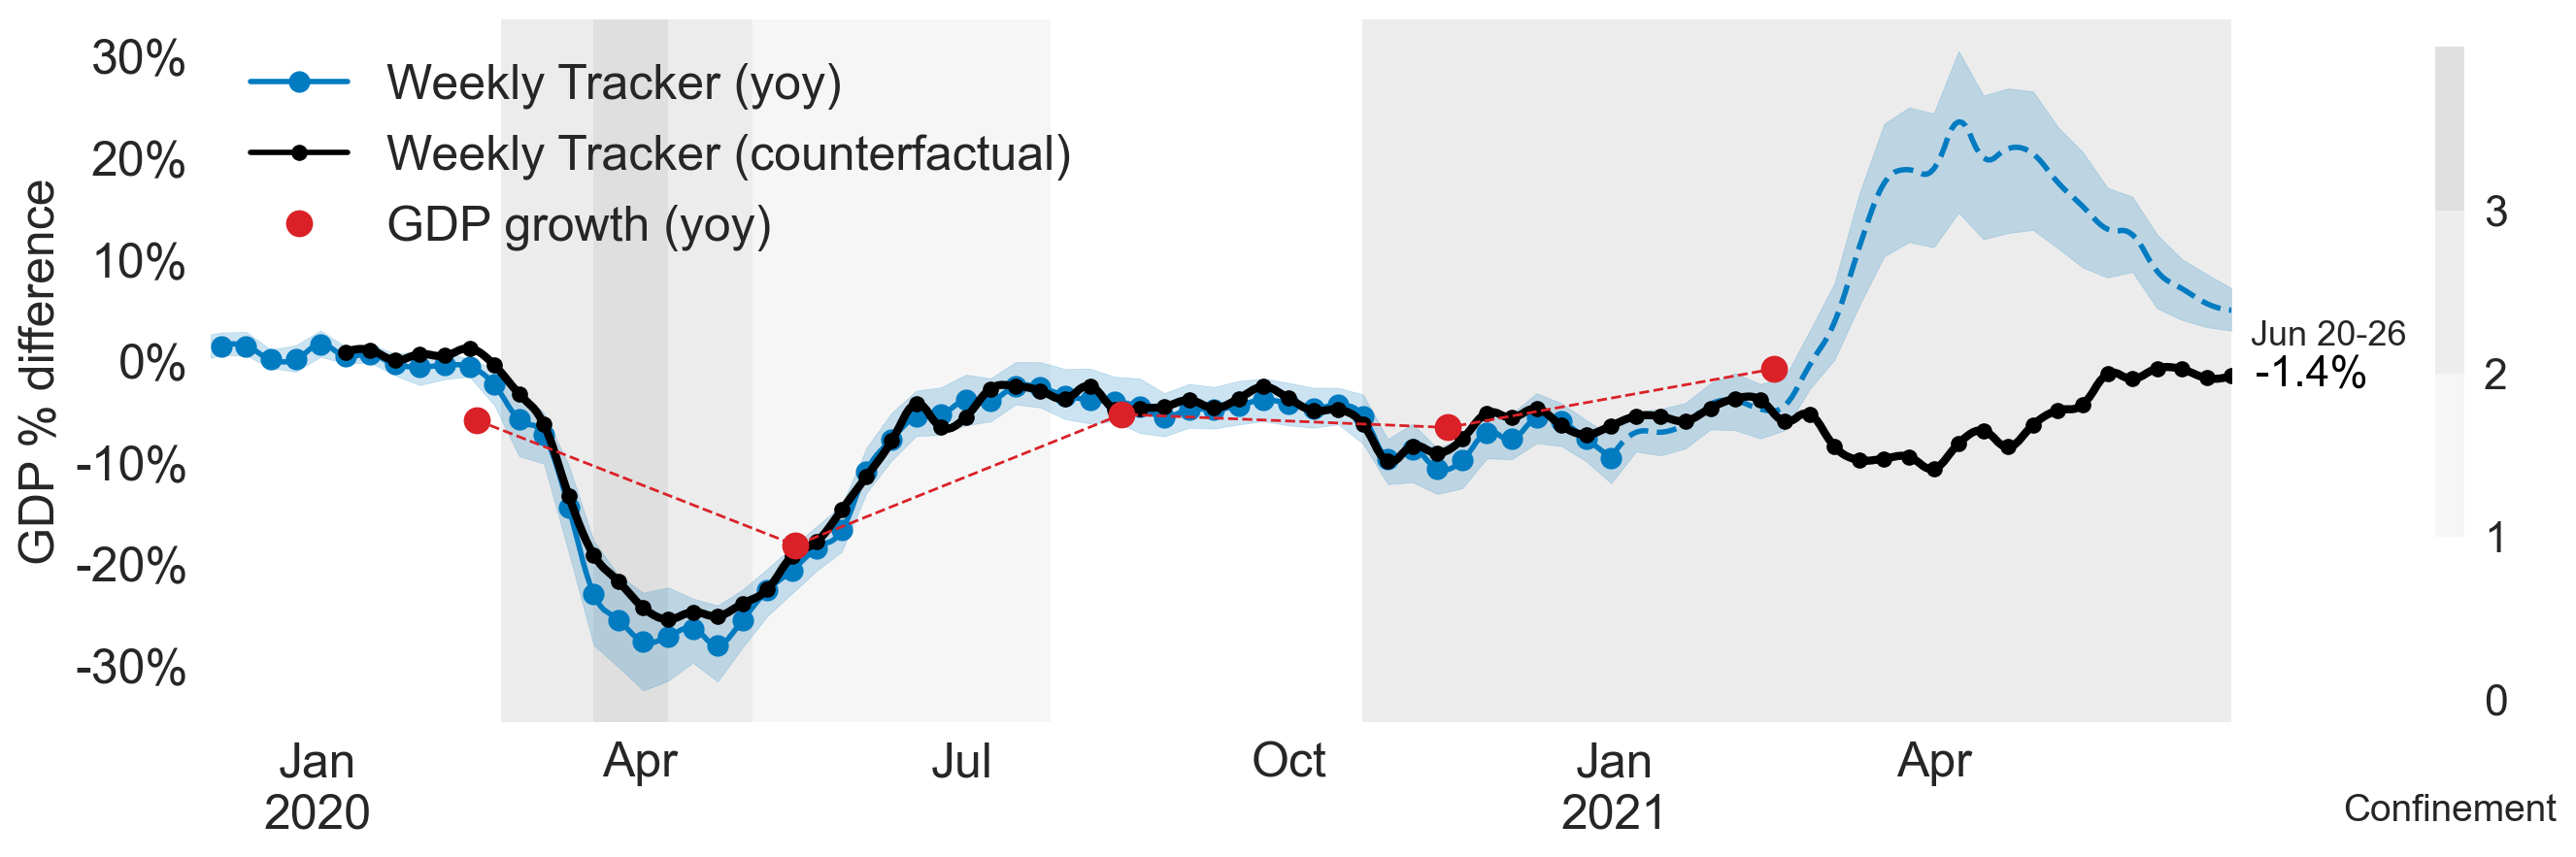 GDP % difference
30%
20%
10%
0%
-10%
-20%
-30%
Weekly Tracker (yoy)
Weekly Tracker (counterfactual)
GDP growth (yoy)
Jun 20-26
-1.4%
3
2
1
0
Jan Apr Jul Oct Jan Apr
2020 2021
Confinement